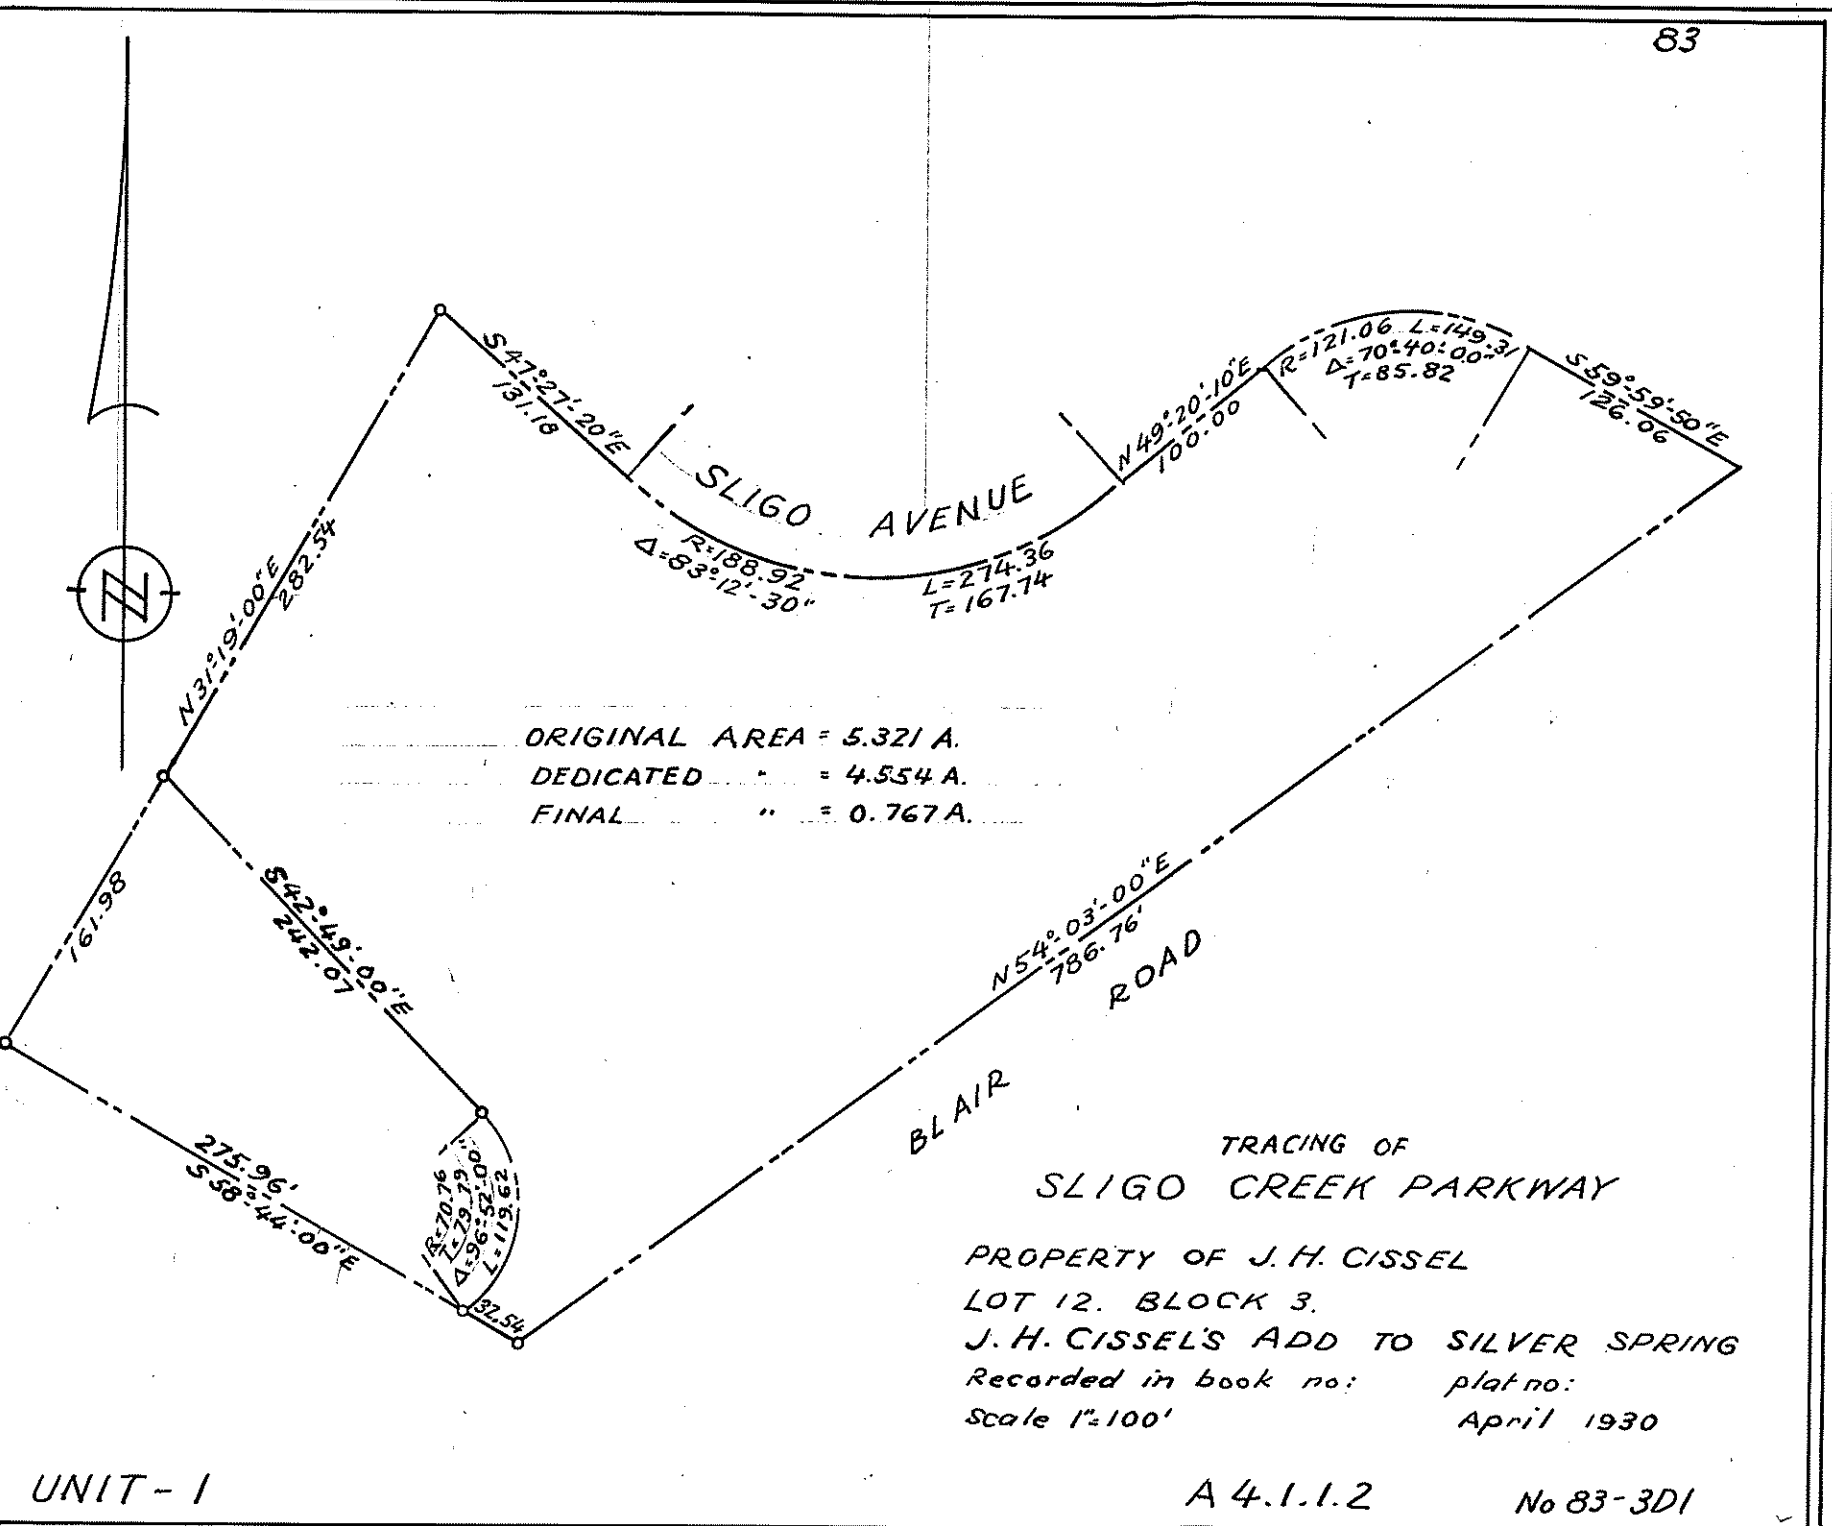 83
S 47°-27'-20"E
131.18
N 49°-20'-10"E
100.00
R=121.06 L=149.31
Δ=70°-40'-00"
T=85.82
S 59°-59'-50"E
126.06
SLIGO AVENUE
R=188.92
Δ=83°-12'-30"
L=274.36
T=167.74
N 31°-19'-00"E
282.54
N
ORIGINAL AREA = 5.321 A.
DEDICATED " = 4.554 A.
FINAL " = 0.767 A.
161.98
S 42°-49'-00"E
242.07
N 54°-03'-00"E
786.76'
BLAIR ROAD
275.96'
S 58°-44'-00"E
R=70.76
T=79.79
Δ=96°-52'-00"
L=119.62
32.54
TRACING OF
SLIGO CREEK PARKWAY
PROPERTY OF J.H. CISSEL
LOT 12. BLOCK 3.
J.H. CISSEL'S ADD TO SILVER SPRING
Recorded in book no: plat no:
Scale 1"=100' April 1930
UNIT-1
A 4.1.1.2 No 83-3D1